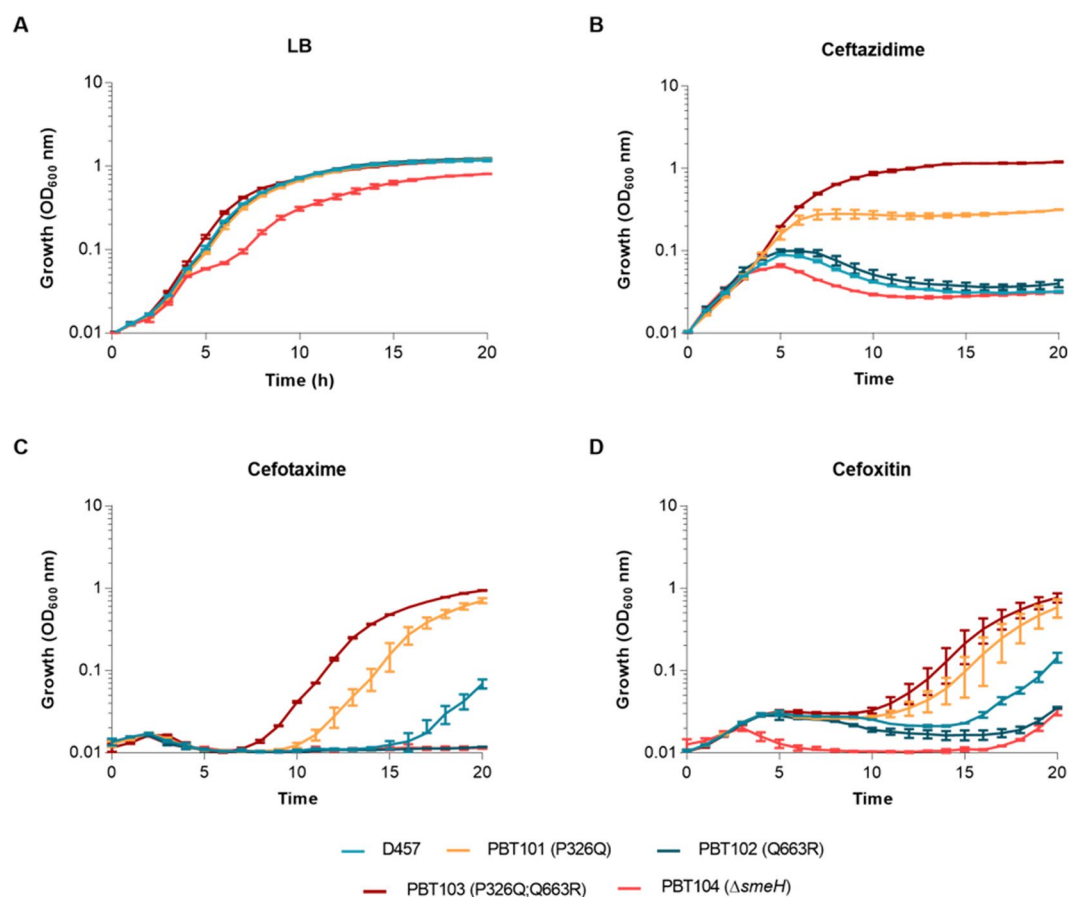 A
LB
10
1
0.1
0.01
Growth (OD600 nm)
0 5 10 15 20
Time (h)
B
Ceftazidime
10
1
0.1
0.01
Growth (OD600 nm)
0 5 10 15 20
Time
C
Cefotaxime
10
1
0.1
0.01
Growth (OD600 nm)
0 5 10 15 20
Time
D
Cefoxitin
10
1
0.1
0.01
Growth (OD600 nm)
0 5 10 15 20
Time
D457 PBT101 (P326Q) PBT102 (Q663R)
PBT103 (P326Q;Q663R) PBT104 (ΔsmeH)